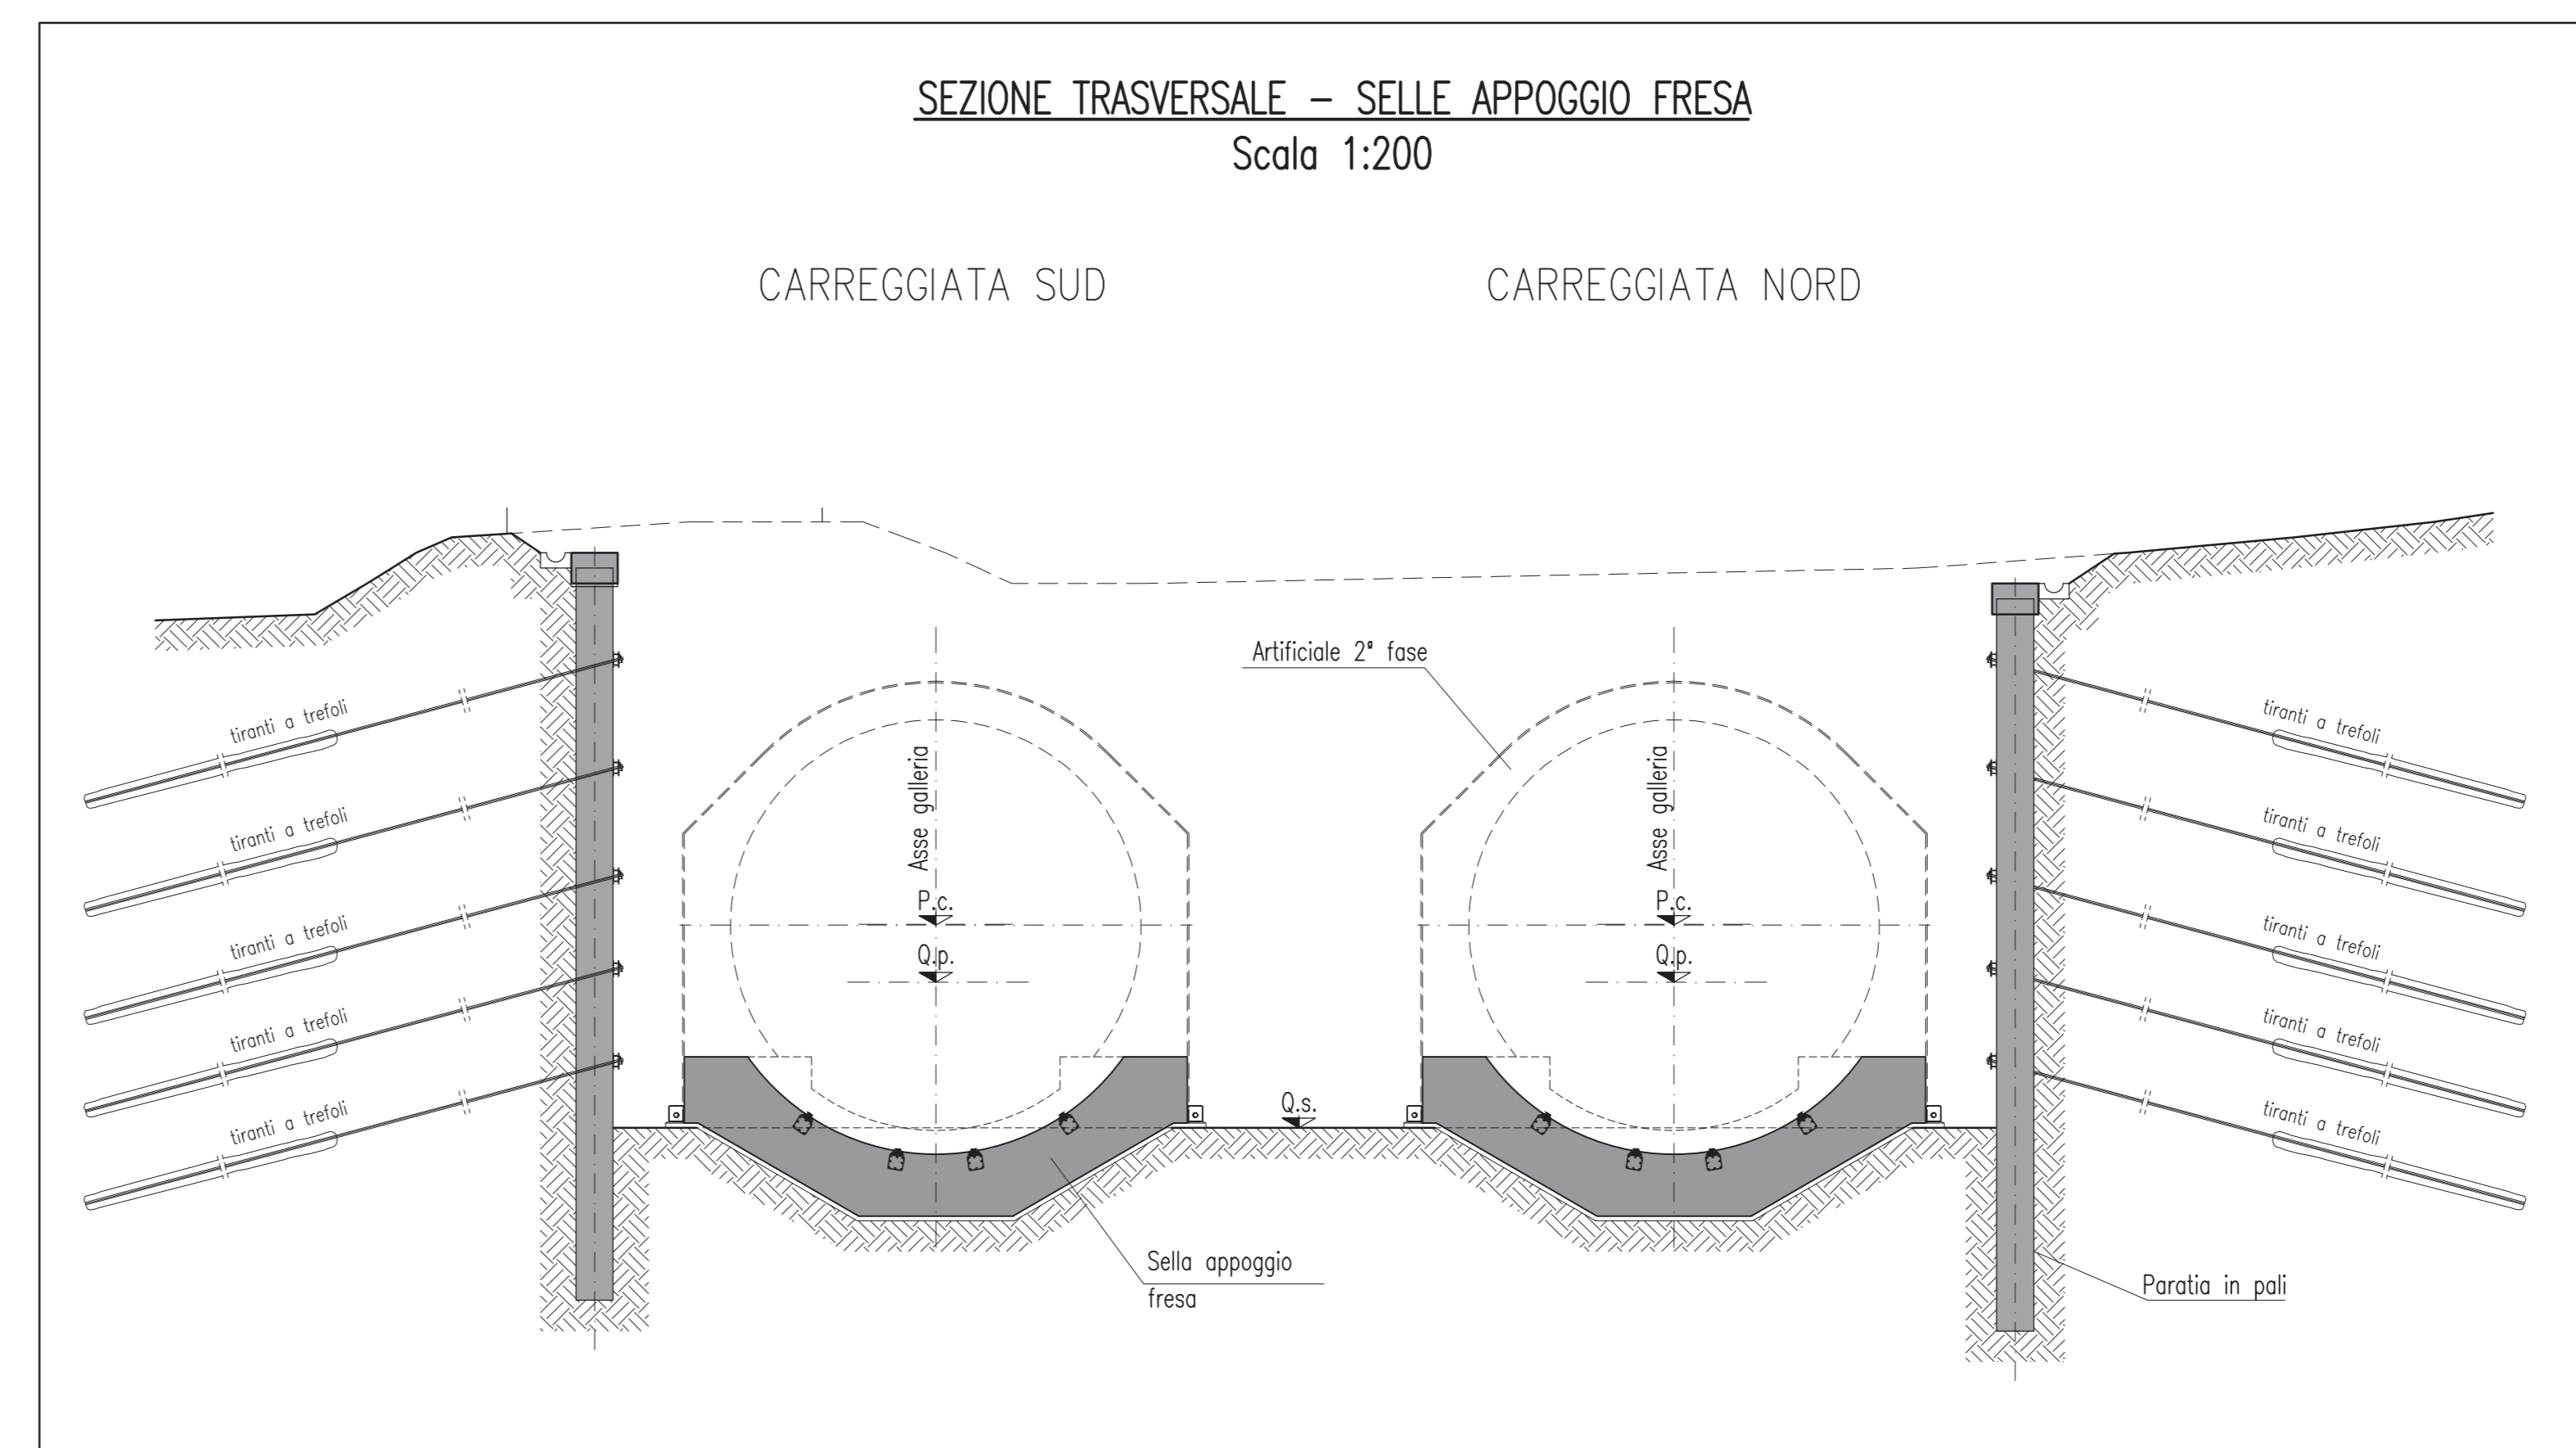 SEZIONE TRASVERSALE – SELLE APPOGGIO FRESA
Scala 1:200
CARREGGIATA SUD
CARREGGIATA NORD
Artificiale 2ª fase
tiranti a trefoli
tiranti a trefoli
tiranti a trefoli
tiranti a trefoli
tiranti a trefoli
Asse galleria
P.c.
Q.p.
Asse galleria
P.c.
Q.p.
Q.s.
tiranti a trefoli
tiranti a trefoli
tiranti a trefoli
tiranti a trefoli
tiranti a trefoli
Sella appoggio
fresa
Paratia in pali